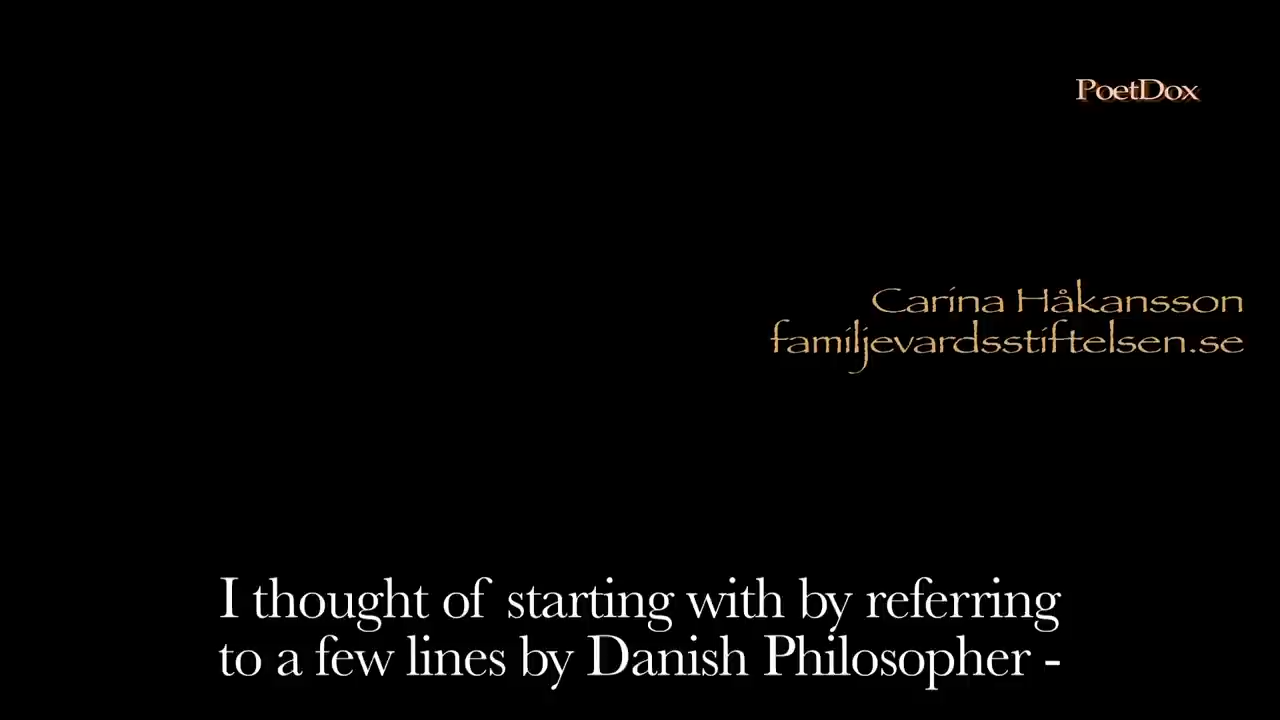 PoetDox
Carina Håkansson
familjevardsstiftelsen.se
I thought of starting with by referring
to a few lines by Danish Philosopher -